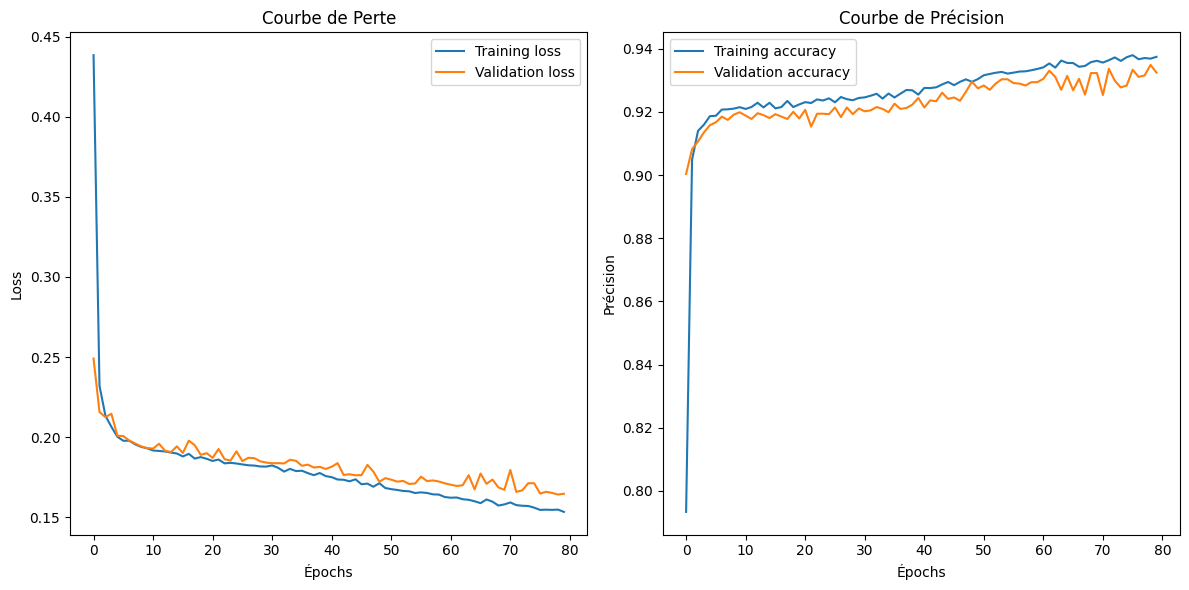 Courbe de Perte
Training loss
Validation loss
0.45
0.40
0.35
0.30
0.25
0.20
0.15
Loss
0 10 20 30 40 50 60 70 80
Épochs
Courbe de Précision
Training accuracy
Validation accuracy
0.94
0.92
0.90
0.88
0.86
0.84
0.82
0.80
Précision
0 10 20 30 40 50 60 70 80
Épochs